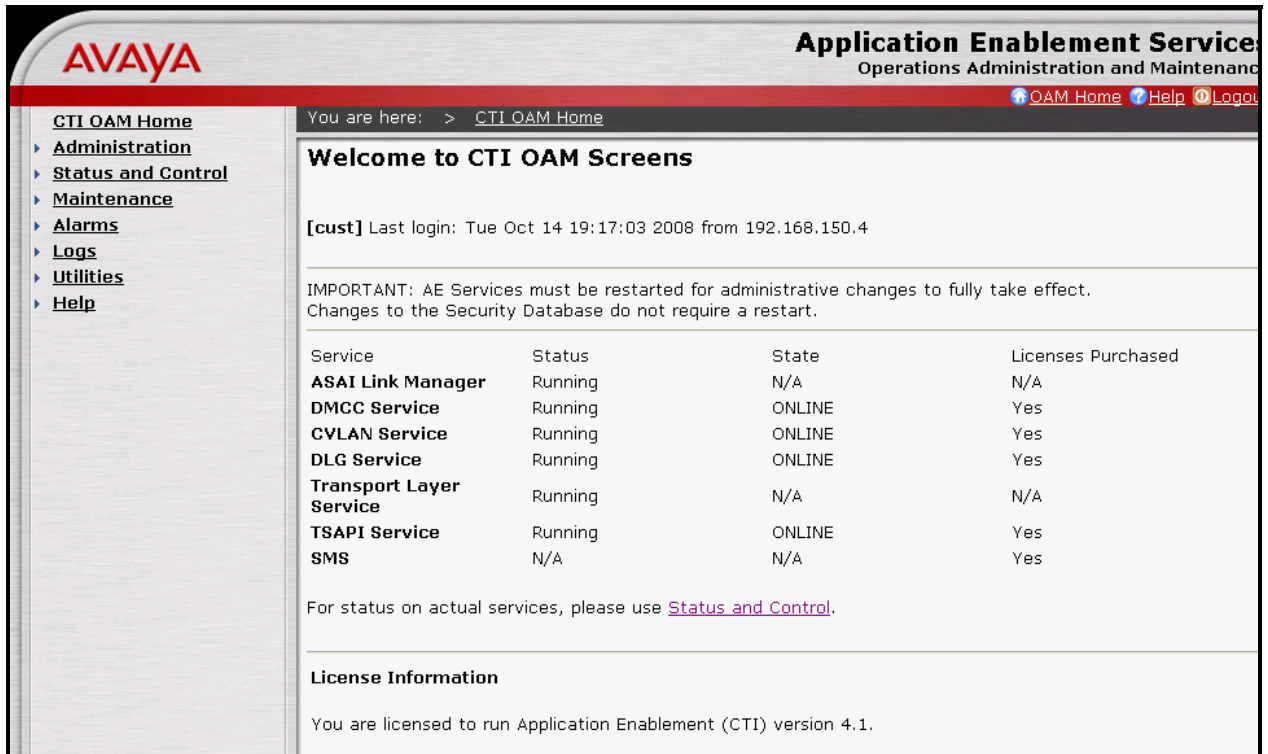 AVAYA
Application Enablement Service
Operations Administration and Maintenanc
OAM Home Help Logou
CTI OAM Home
Administration
Status and Control
Maintenance
Alarms
Logs
Utilities
Help
You are here: > CTI OAM Home
Welcome to CTI OAM Screens
[cust] Last login: Tue Oct 14 19:17:03 2008 from 192.168.150.4
IMPORTANT: AE Services must be restarted for administrative changes to fully take effect.
Changes to the Security Database do not require a restart.
Service Status State Licenses Purchased
ASAI Link Manager Running N/A N/A
DMCC Service Running ONLINE Yes
CVLAN Service Running ONLINE Yes
DLG Service Running ONLINE Yes
Transport Layer
Service Running N/A N/A
TSAPI Service Running ONLINE Yes
SMS N/A N/A Yes
For status on actual services, please use Status and Control.
License Information
You are licensed to run Application Enablement (CTI) version 4.1.